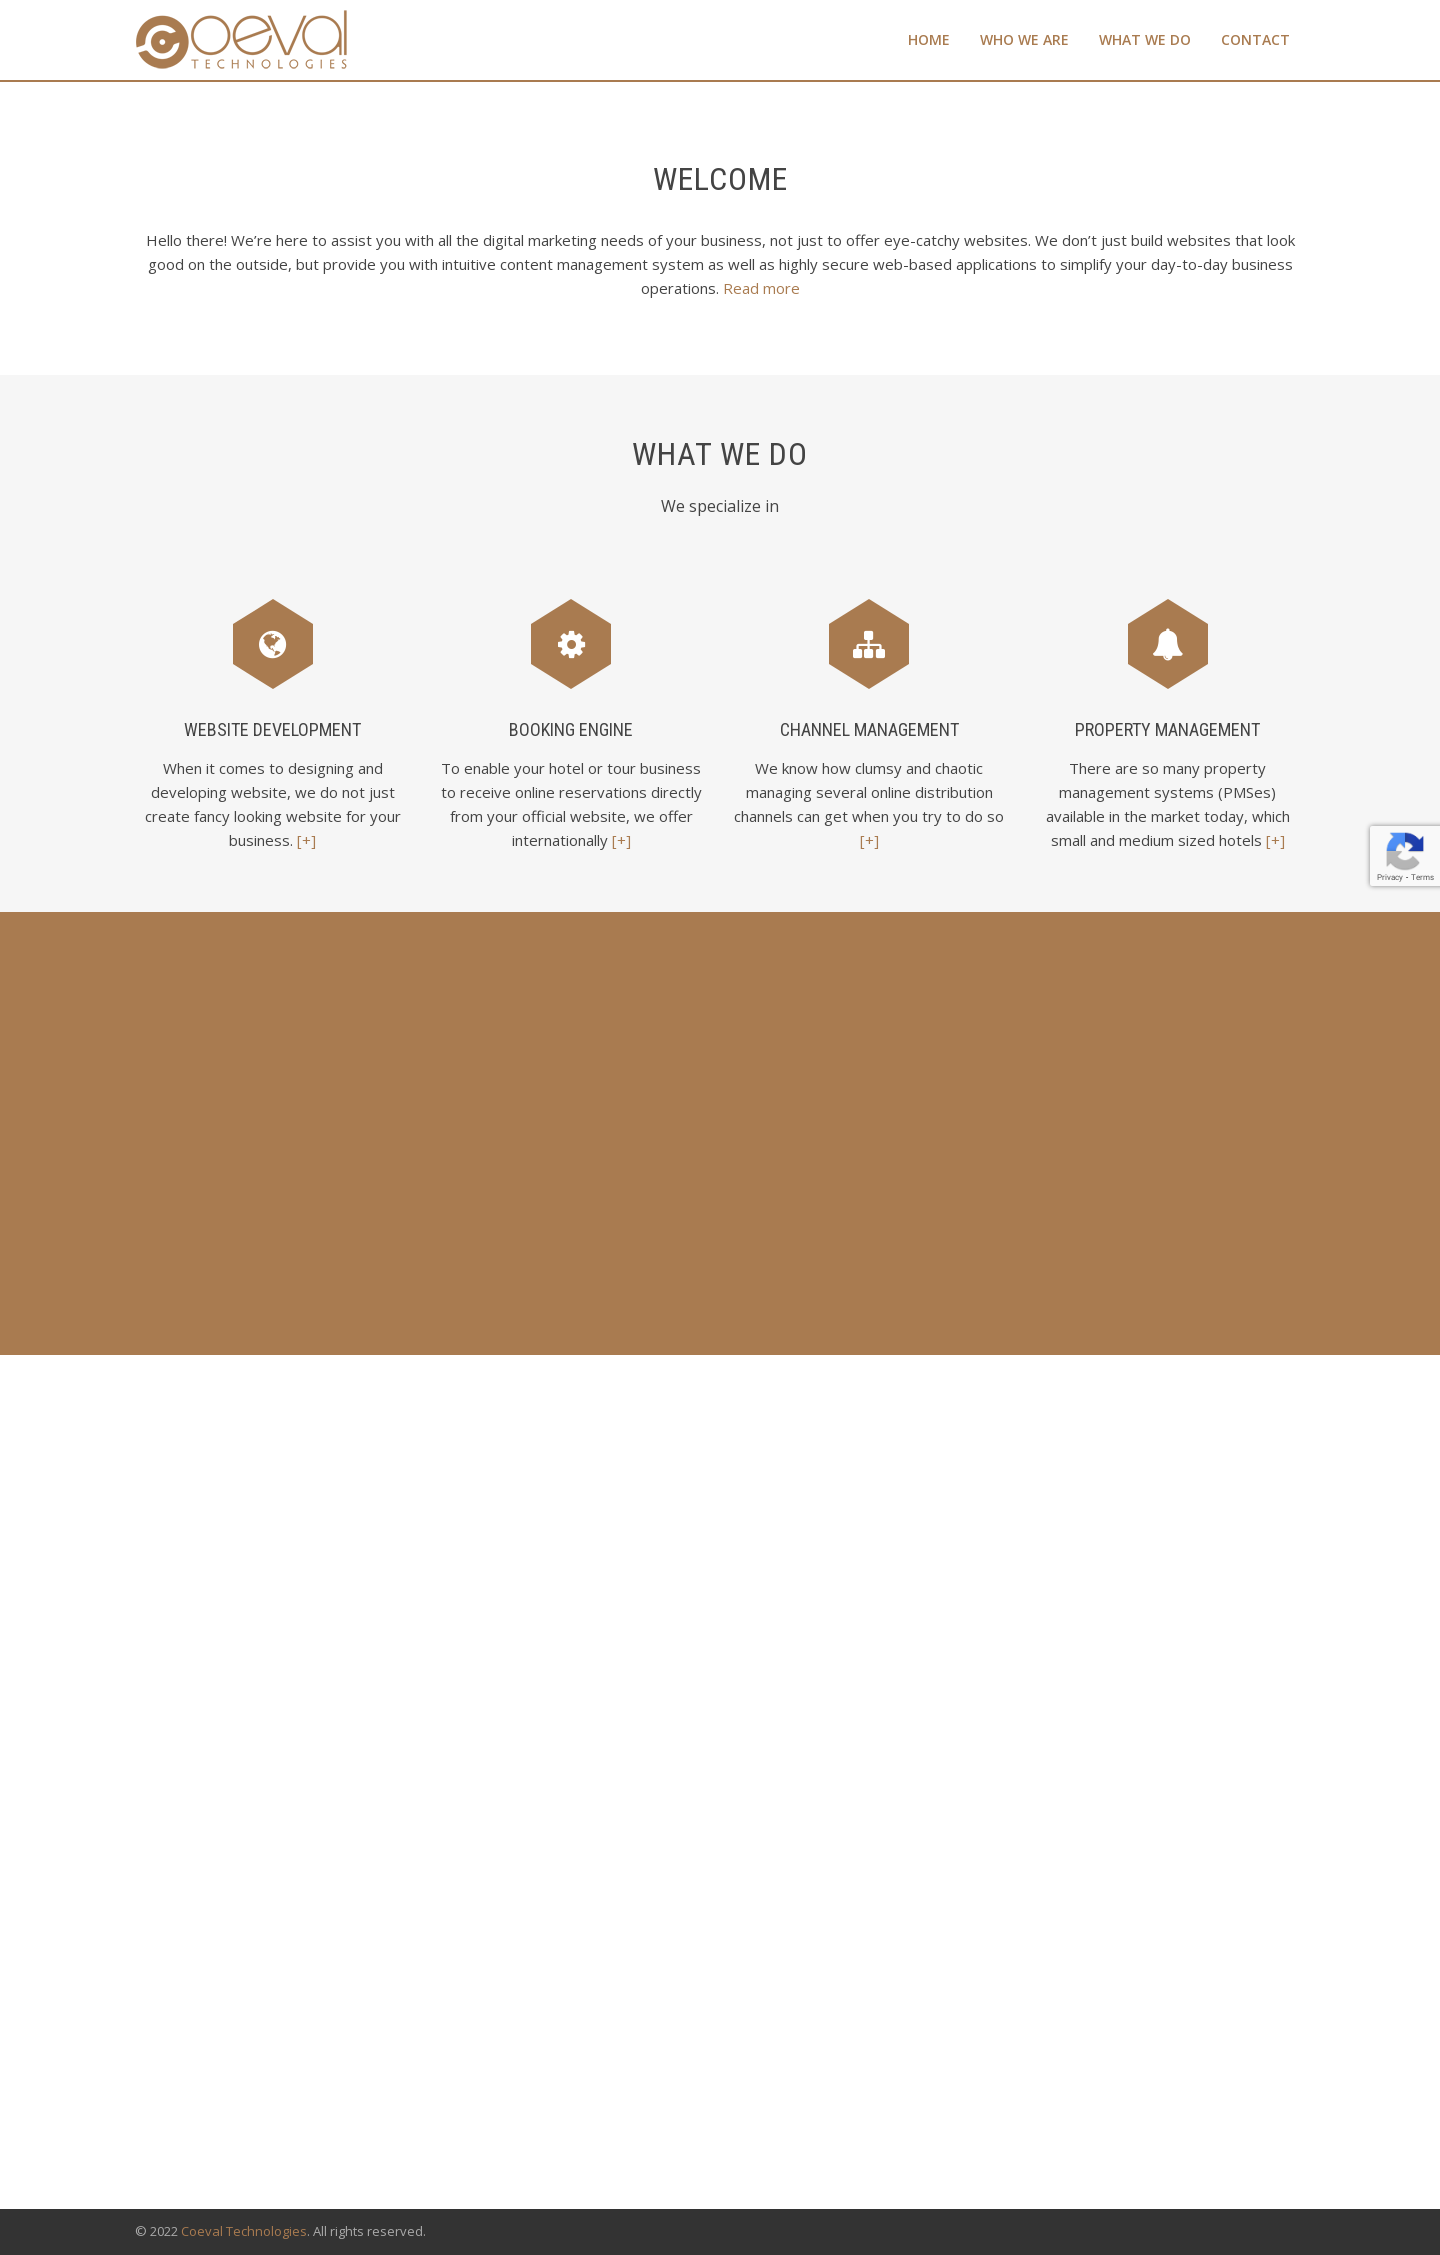 Coeval
TECHNOLOGIES
HOME WHO WE ARE WHAT WE DO CONTACT
WELCOME
Hello there! We’re here to assist you with all the digital marketing needs of your business, not just to offer eye-catchy websites. We don’t just build websites that look
good on the outside, but provide you with intuitive content management system as well as highly secure web-based applications to simplify your day-to-day business
operations. Read more
WHAT WE DO
We specialize in
WEBSITE DEVELOPMENT
When it comes to designing and
developing website, we do not just
create fancy looking website for your
business. [+]
BOOKING ENGINE
To enable your hotel or tour business
to receive online reservations directly
from your official website, we offer
internationally [+]
CHANNEL MANAGEMENT
We know how clumsy and chaotic
managing several online distribution
channels can get when you try to do so
[+]
PROPERTY MANAGEMENT
There are so many property
management systems (PMSes)
available in the market today, which
small and medium sized hotels [+]
Privacy - Terms
© 2022 Coeval Technologies. All rights reserved.